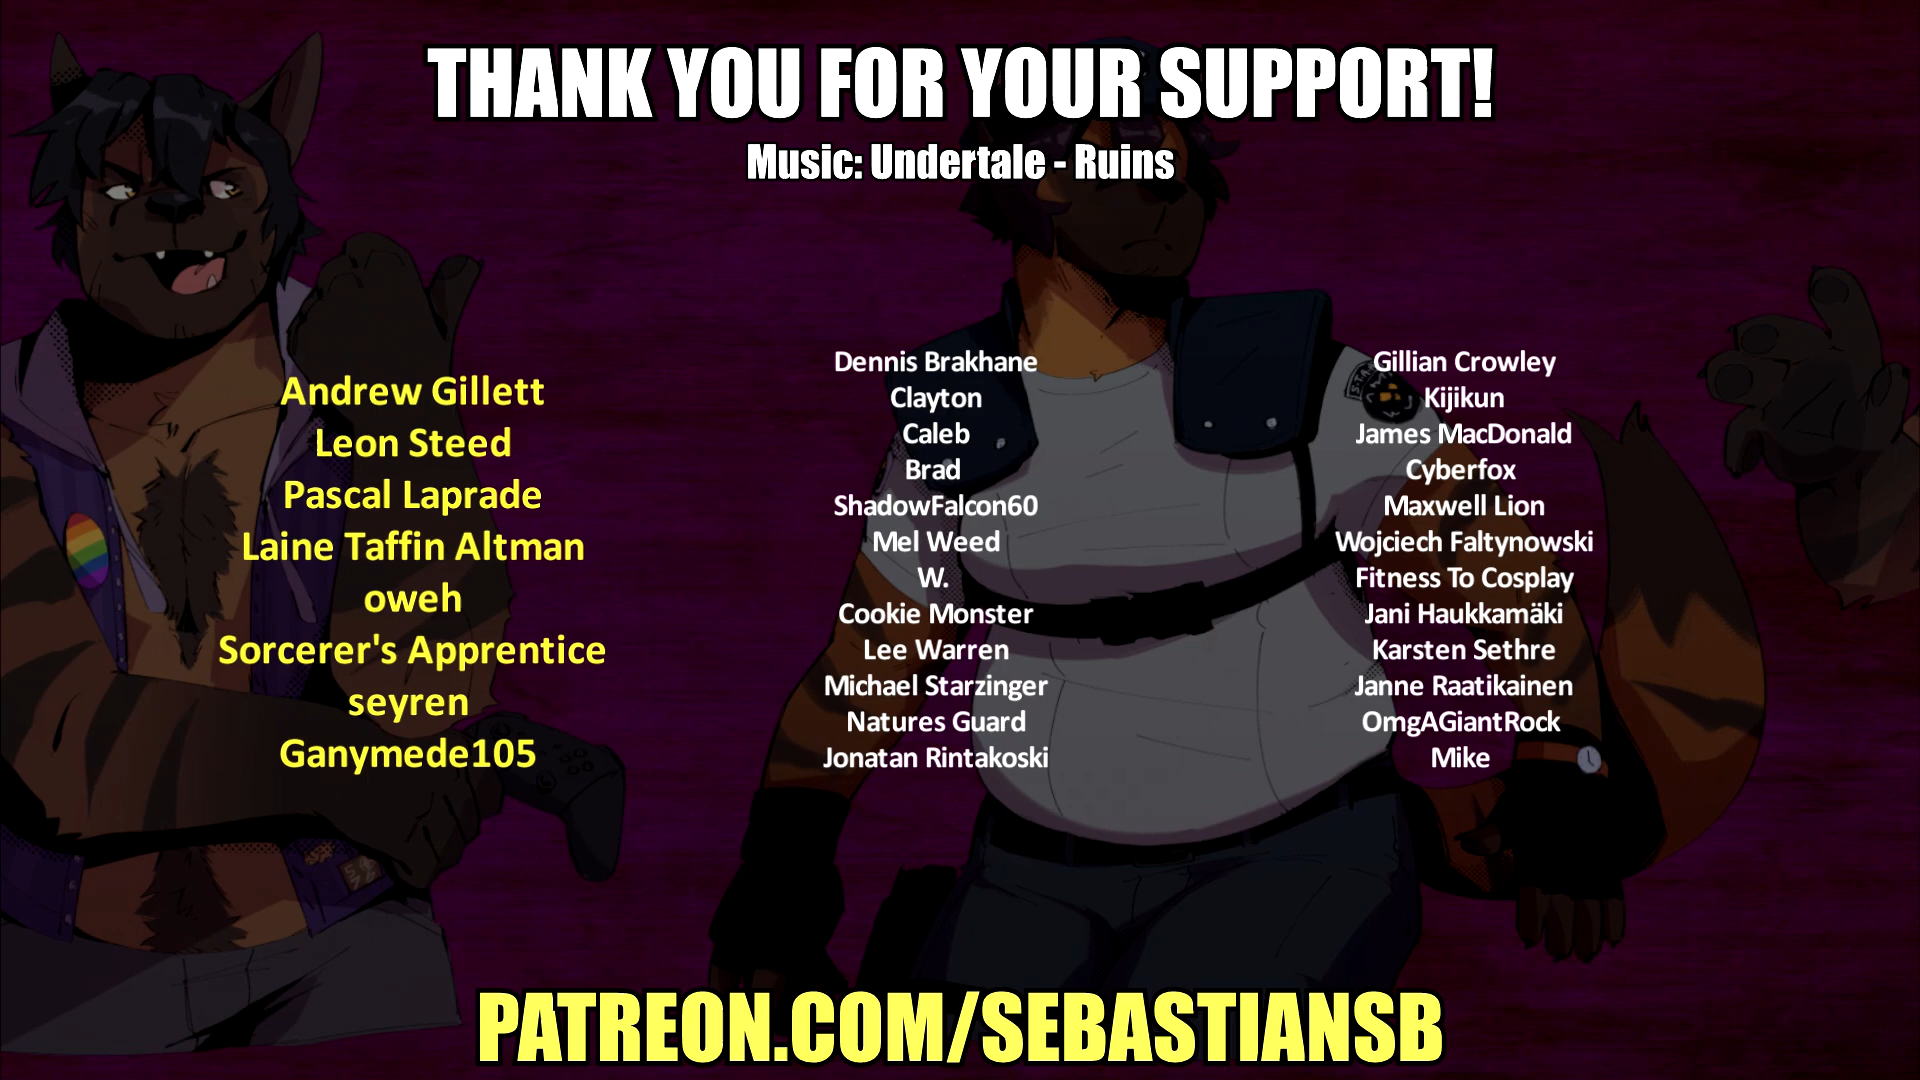 THANK YOU FOR YOUR SUPPORT!
Music: Undertale - Ruins
Andrew Gillett
Leon Steed
Pascal Laprade
Laine Taffin Altman
oweh
Sorcerer's Apprentice
seyren
Ganymede105
Dennis Brakhane
Clayton
Caleb
Brad
ShadowFalcon60
Mel Weed
W.
Cookie Monster
Lee Warren
Michael Starzinger
Natures Guard
Jonatan Rintakoski
Gillian Crowley
Kijikun
James MacDonald
Cyberfox
Maxwell Lion
Wojciech Faltynowski
Fitness To Cosplay
Jani Haukkamäki
Karsten Sethre
Janne Raatikainen
OmgAGiantRock
Mike
PATREON.COM/SEBASTIANSB